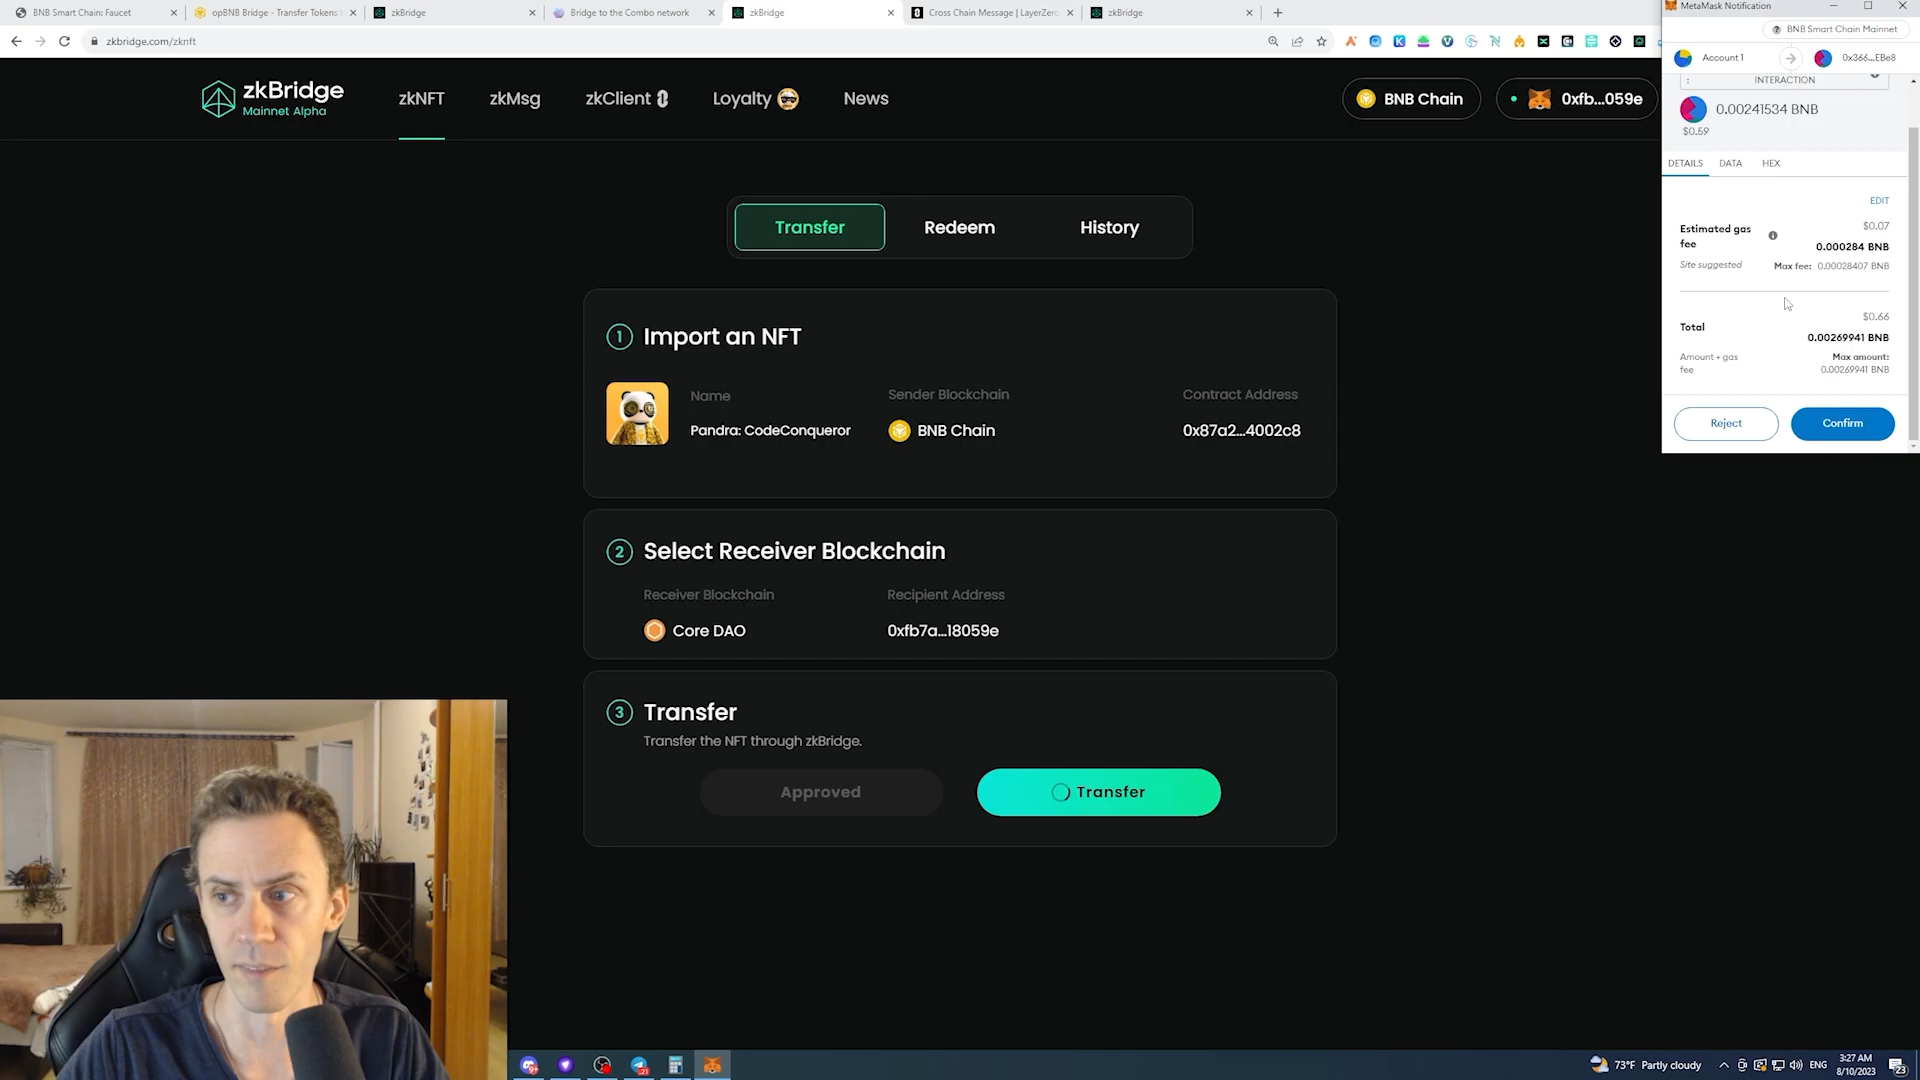 BNB Smart Chain: Faucet
opBNB Bridge - Transfer Tokens t
zkBridge
Bridge to the Combo network
zkBridge
Cross Chain Message | LayerZero
zkBridge
zkbridge.com/zknft
zkBridge
Mainnet Alpha
zkNFT
zkMsg
zkClient
Loyalty
News
BNB Chain
0xfb...059e
Transfer
Redeem
History
1 Import an NFT
Name
Sender Blockchain
Contract Address
Pandra: CodeConqueror
BNB Chain
0x87a2...4002c8
2 Select Receiver Blockchain
Receiver Blockchain
Recipient Address
Core DAO
0xfb7a...18059e
3 Transfer
Transfer the NFT through zkBridge.
Approved
Transfer
MetaMask Notification
BNB Smart Chain Mainnet
Account 1
0x366...EBe8
INTERACTION
0.00241534 BNB
$0.59
DETAILS
DATA
HEX
EDIT
Estimated gas fee
$0.07
0.000284 BNB
Site suggested
Max fee: 0.00028407 BNB
$0.66
Total
0.00269941 BNB
Amount + gas fee
Max amount:
0.00269941 BNB
Reject
Confirm
73°F Partly cloudy
ENG
3:27 AM
8/10/2023
23